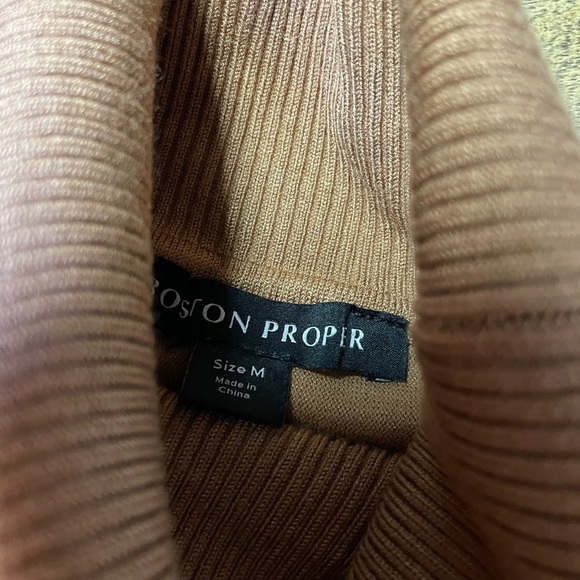 BOSTON PROPER
Size M
Made in
China